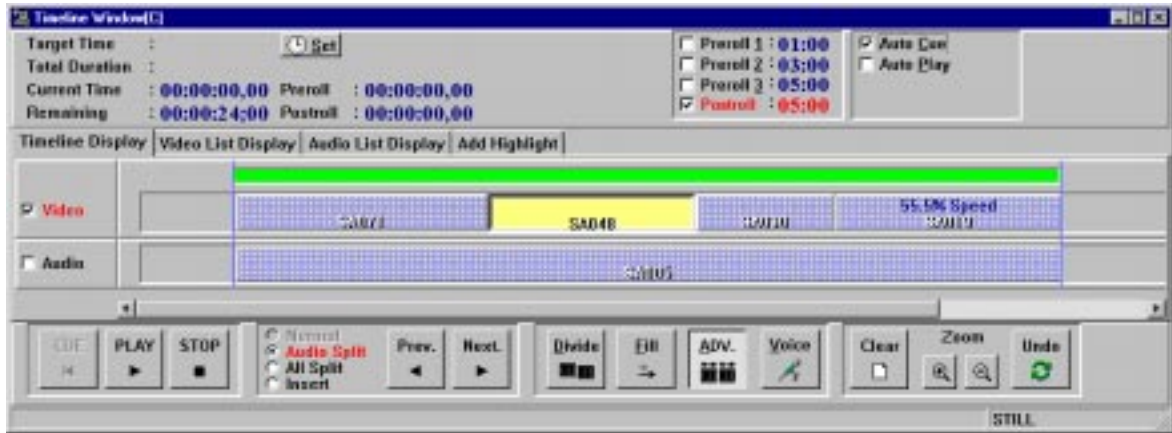 Timeline Window[C]
Target Time :
Set
Total Duration :
Current Time : 00:00:00,00 Preroll : 00:00:00,00
Remaining : 00:00:24;00 Postroll : 00:00:00,00
Preroll 1 : 01:00
Preroll 2 : 03:00
Preroll 3 : 05:00
Postroll : 05:00
Auto Cue
Auto Play
Timeline Display Video List Display Audio List Display Add Highlight
Video
55.5% Speed
SA048
Audio
CUE PLAY STOP
Normal
Audio Split
All Split
Insert
Prev. Next.
Divide Fill ADV. Voice
Clear Zoom Undo
STILL